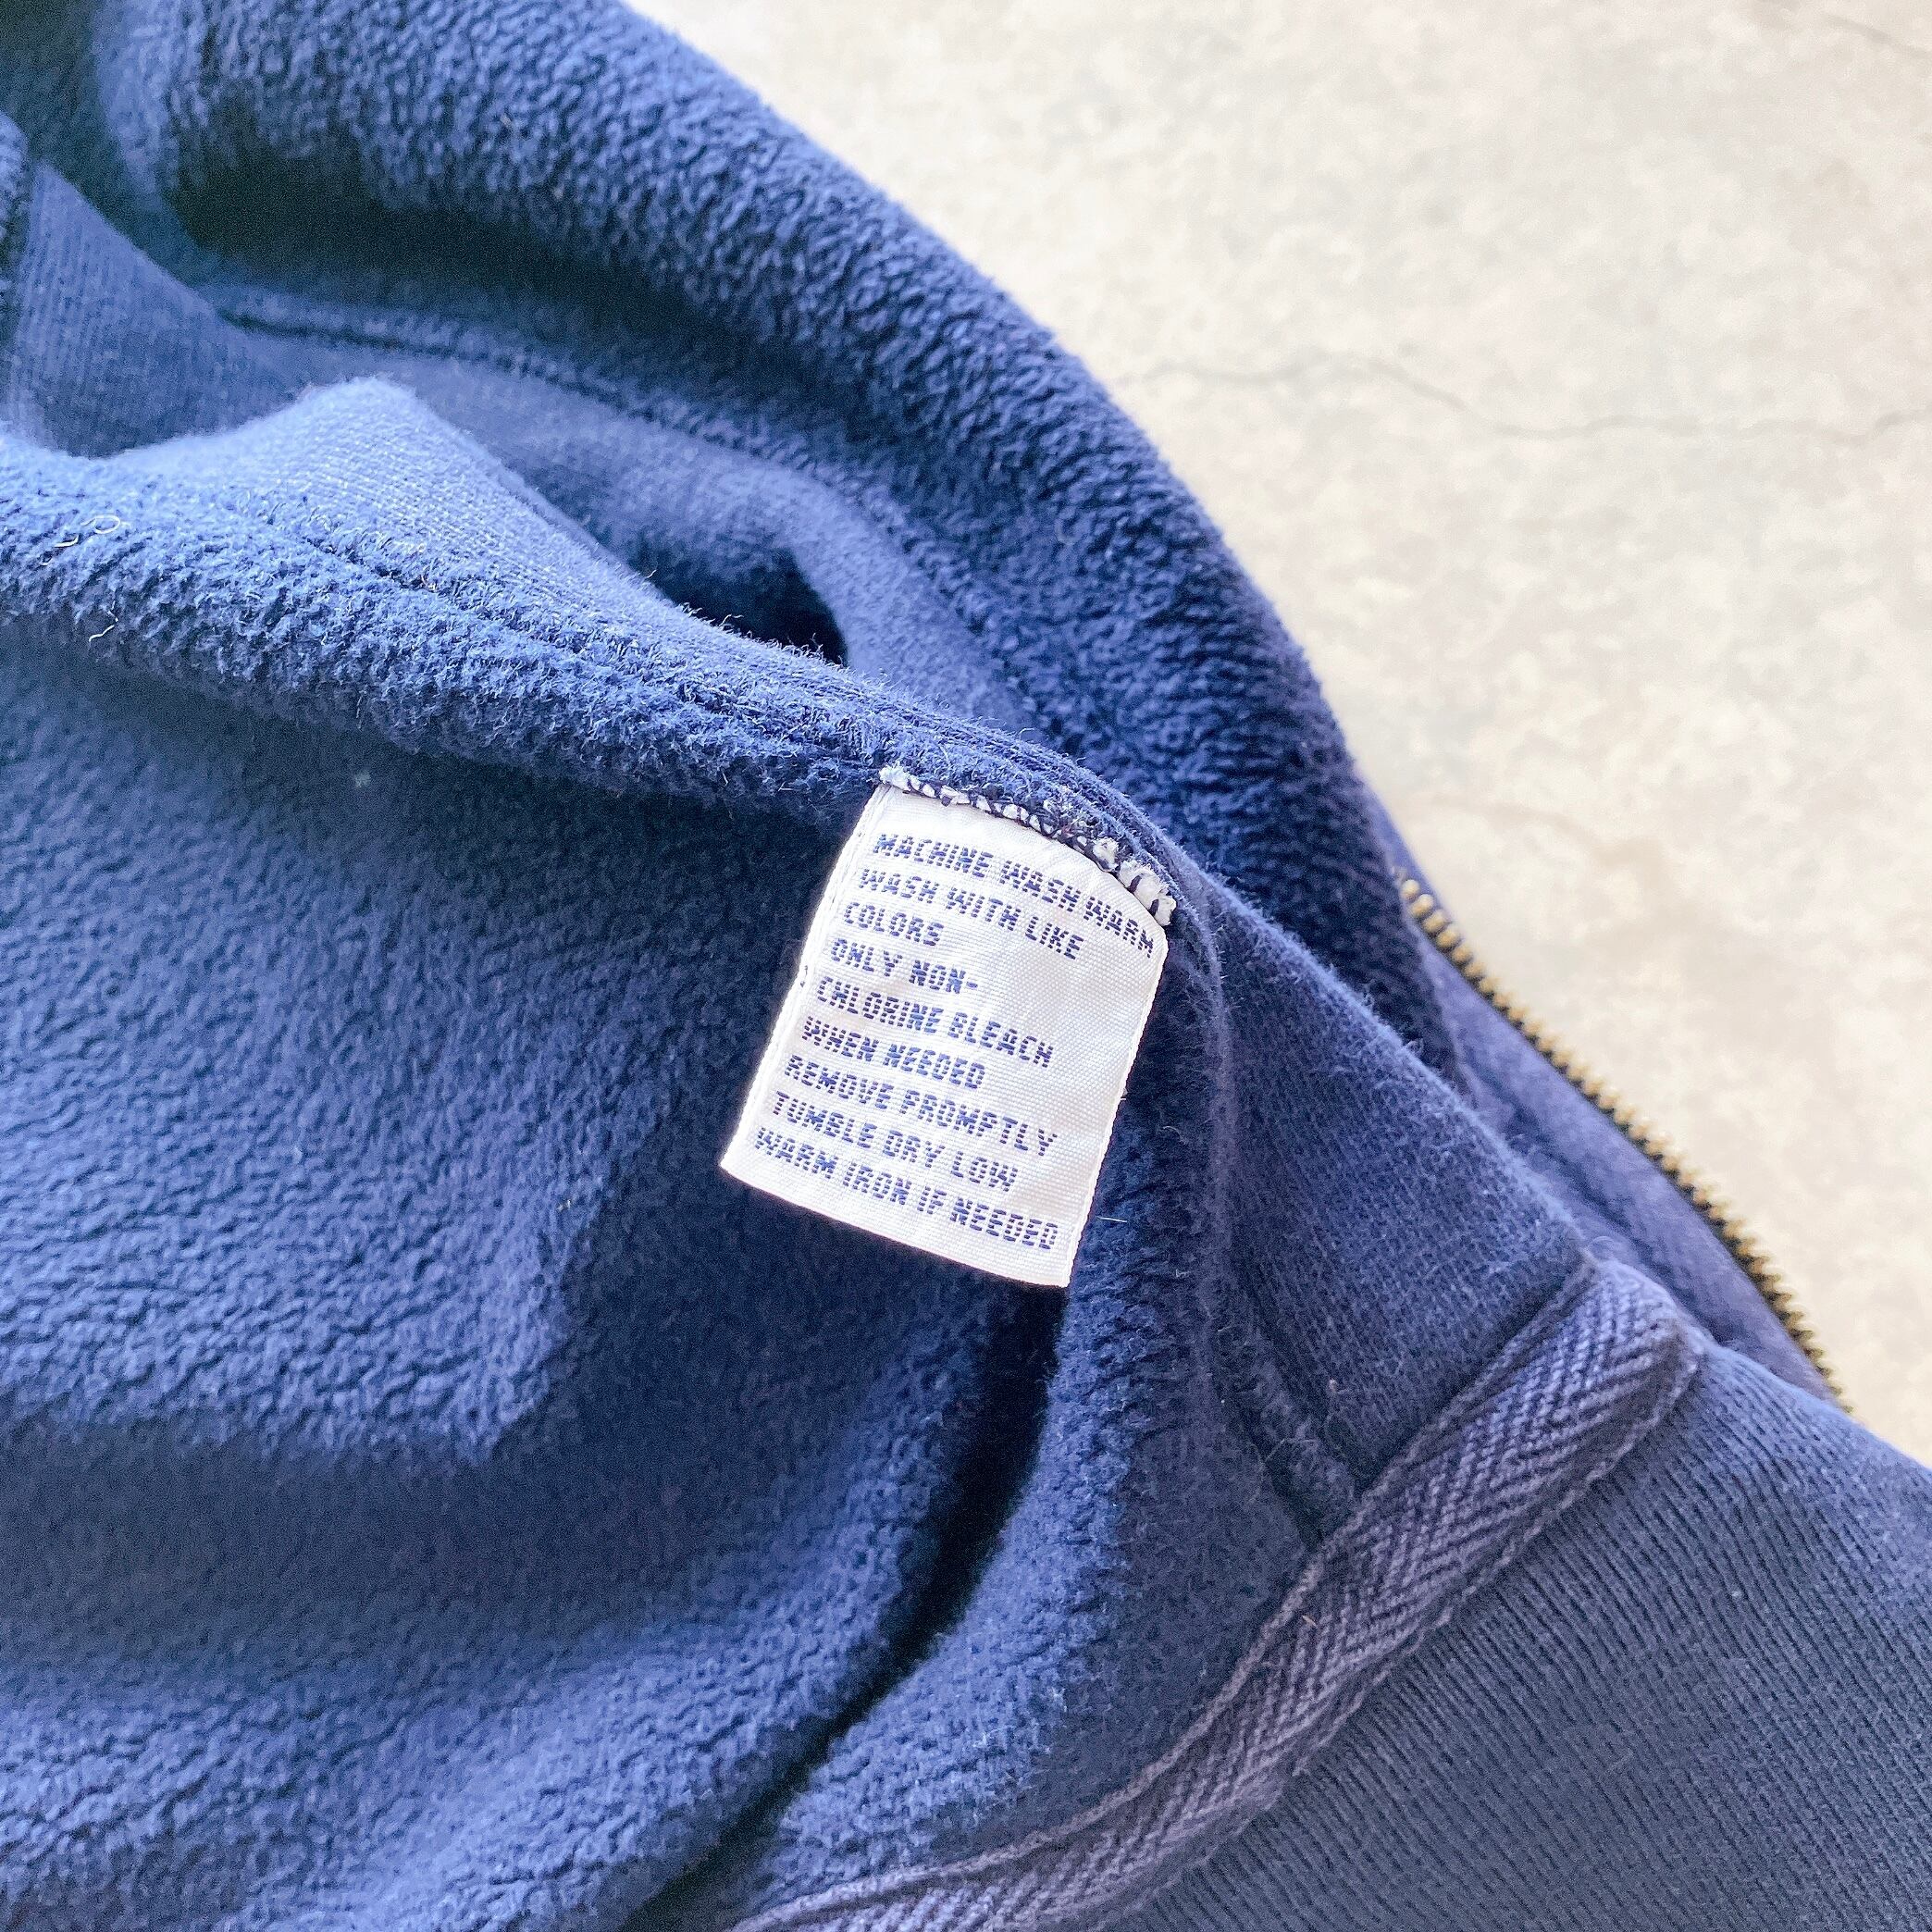 MACHINE WASH WARM
WASH WITH LIKE
COLORS
ONLY NON-
CHLORINE BLEACH
WHEN NEEDED
REMOVE PROMPTLY
TUMBLE DRY LOW
WARM IRON IF NEEDED